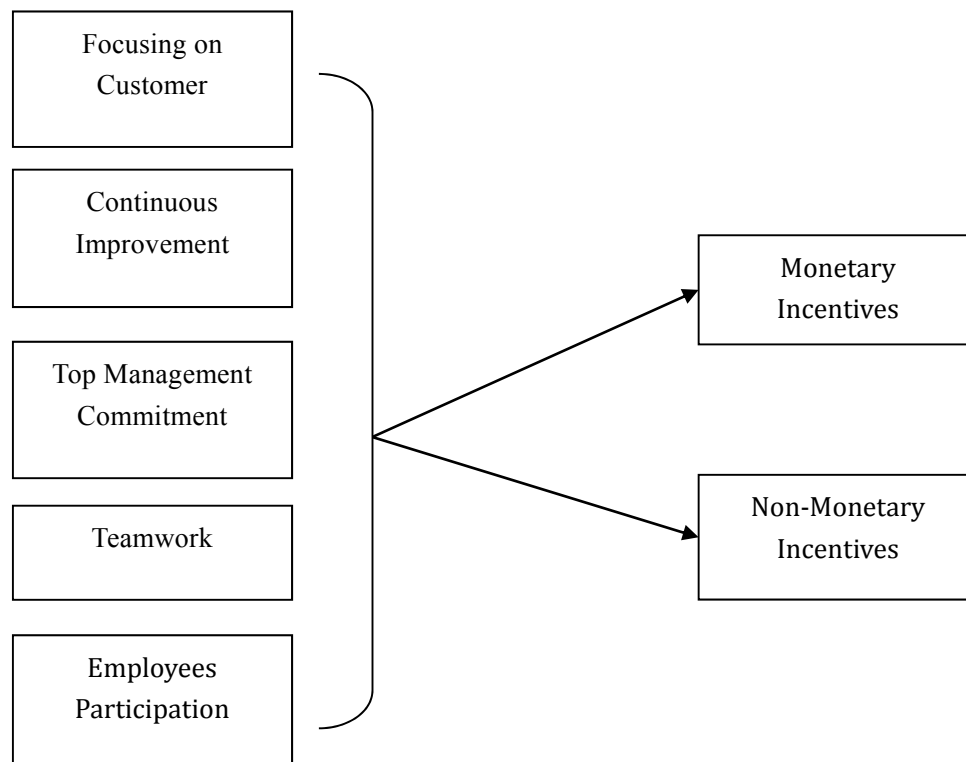 Focusing on
Customer
Continuous
Improvement
Top Management
Commitment
Teamwork
Employees
Participation
Monetary
Incentives
Non-Monetary
Incentives